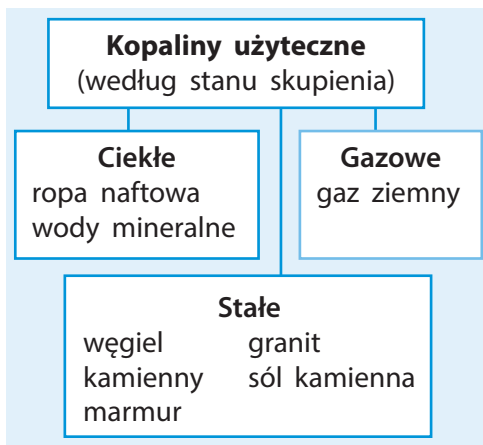 Kopaliny użyteczne
(według stanu skupienia)
Ciekłe
ropa naftowa
wody mineralne
Gazowe
gaz ziemny
Stałe
węgiel
kamienny
marmur
granit
sól kamienna